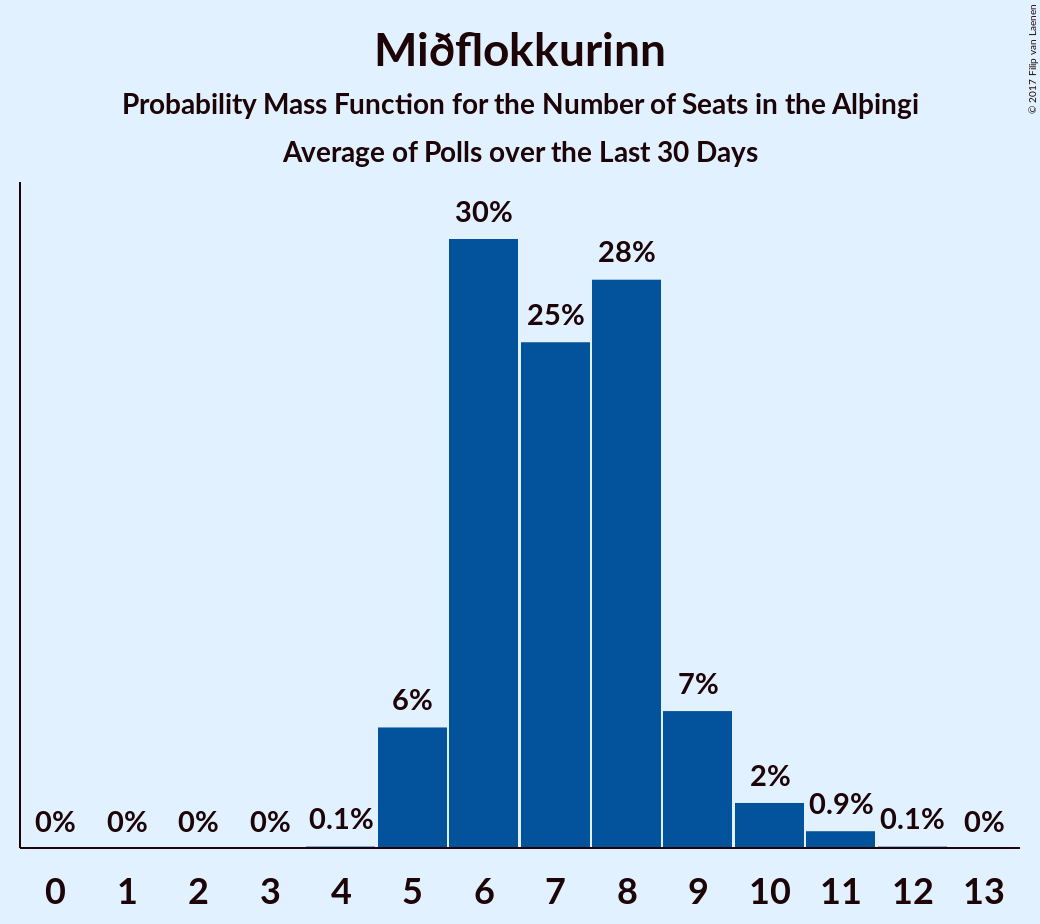 Miðflokkurinn
Probability Mass Function for the Number of Seats in the Alþingi
Average of Polls over the Last 30 Days
© 2017 Filip van Laenen
30%
28%
25%
7%
6%
2%
0.9%
0% 0% 0% 0% 0.1% 0.1% 0%
0 1 2 3 4 5 6 7 8 9 10 11 12 13